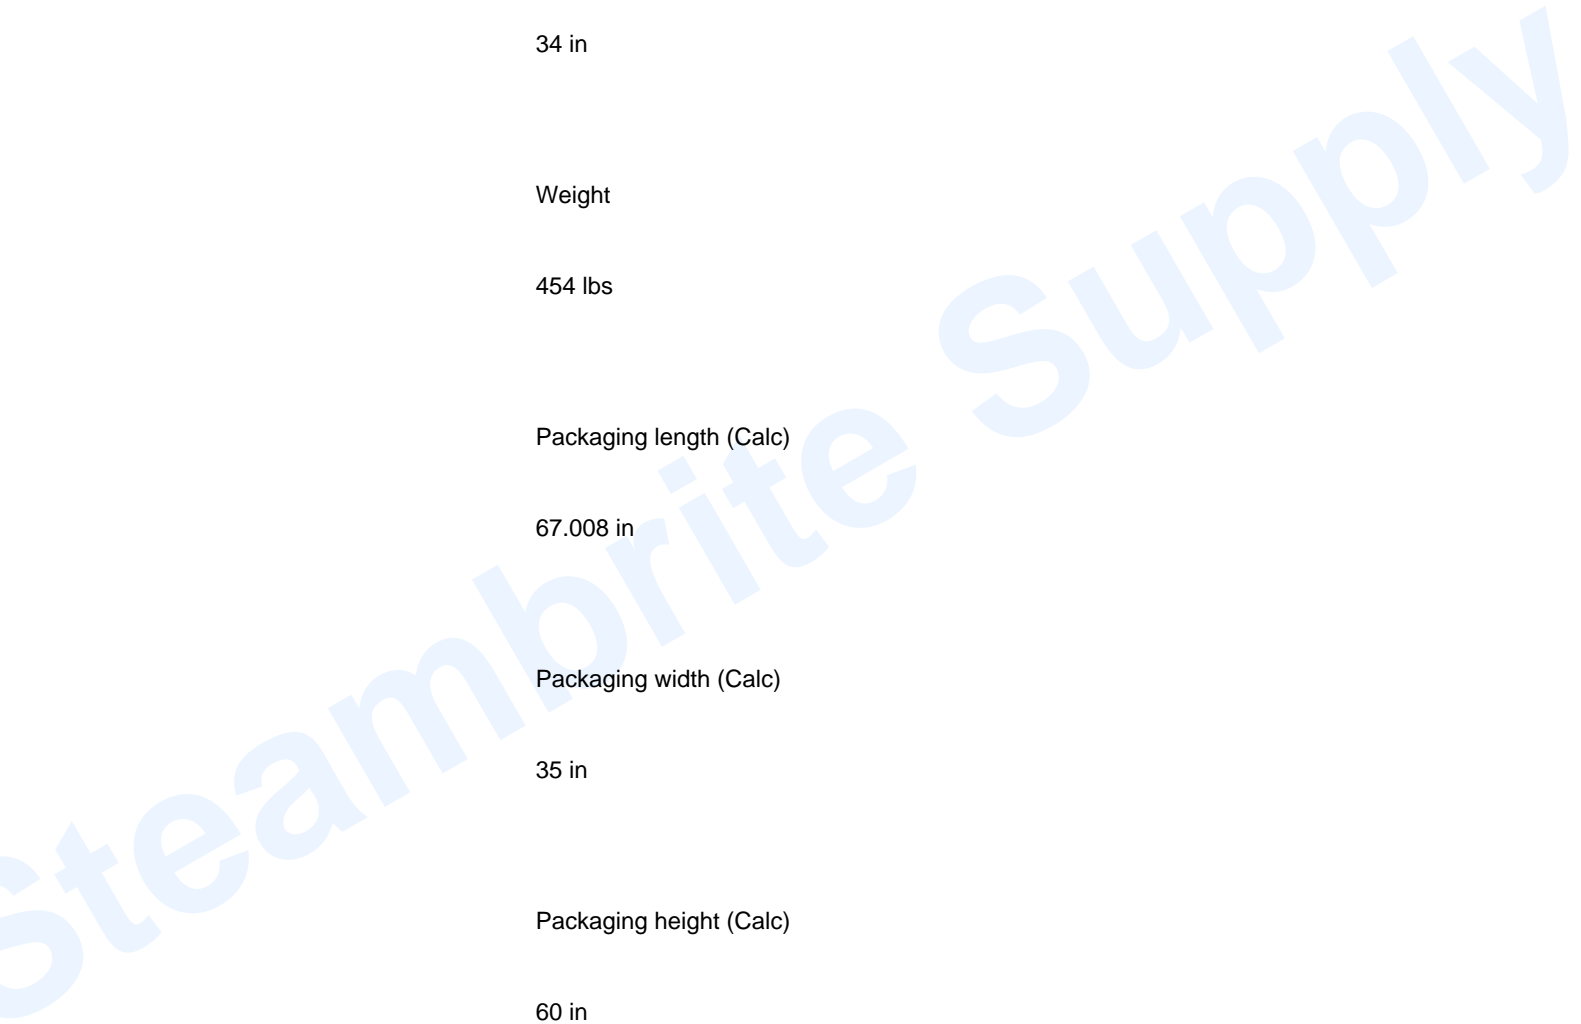 34 in
Weight
454 lbs
Packaging length (Calc)
67.008 in
Packaging width (Calc)
35 in
Packaging height (Calc)
60 in
Steambrite Supply